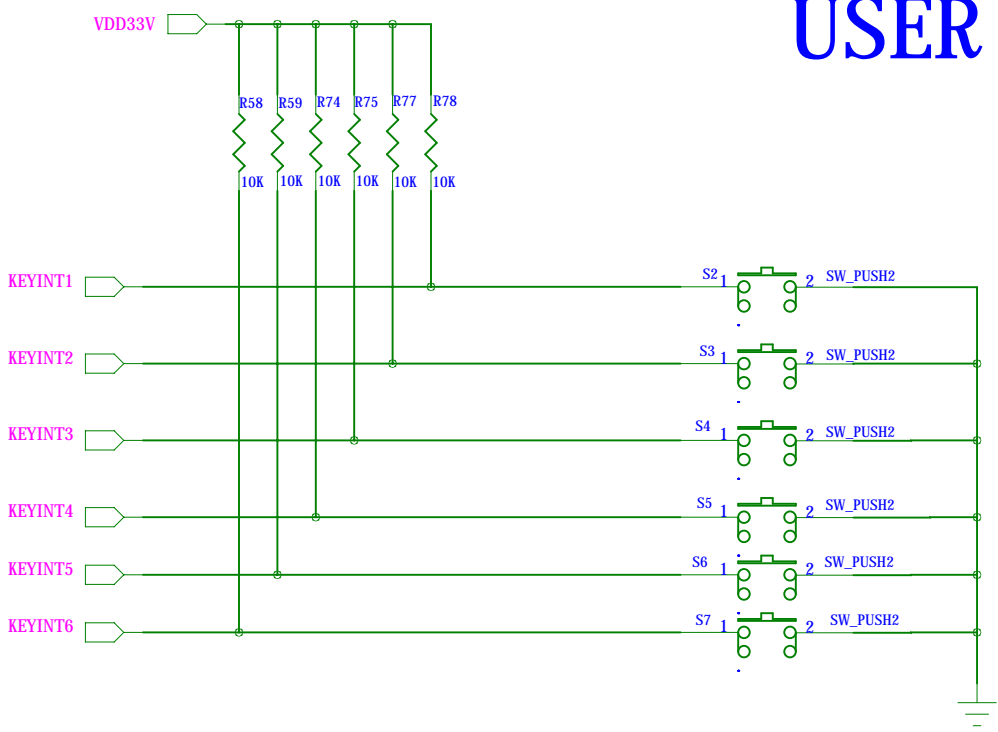 USER
VDD33V
R58 R59 R74 R75 R77 R78
10K 10K 10K 10K 10K 10K
KEYINT1 S2 1 2 SW_PUSH2
KEYINT2 S3 1 2 SW_PUSH2
KEYINT3 S4 1 2 SW_PUSH2
KEYINT4 S5 1 2 SW_PUSH2
KEYINT5 S6 1 2 SW_PUSH2
KEYINT6 S7 1 2 SW_PUSH2